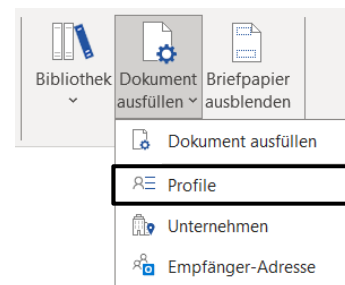 Bibliothek Dokument Briefpapier
ausfüllen ausblenden
Dokument ausfüllen
Profile
Unternehmen
Empfänger-Adresse